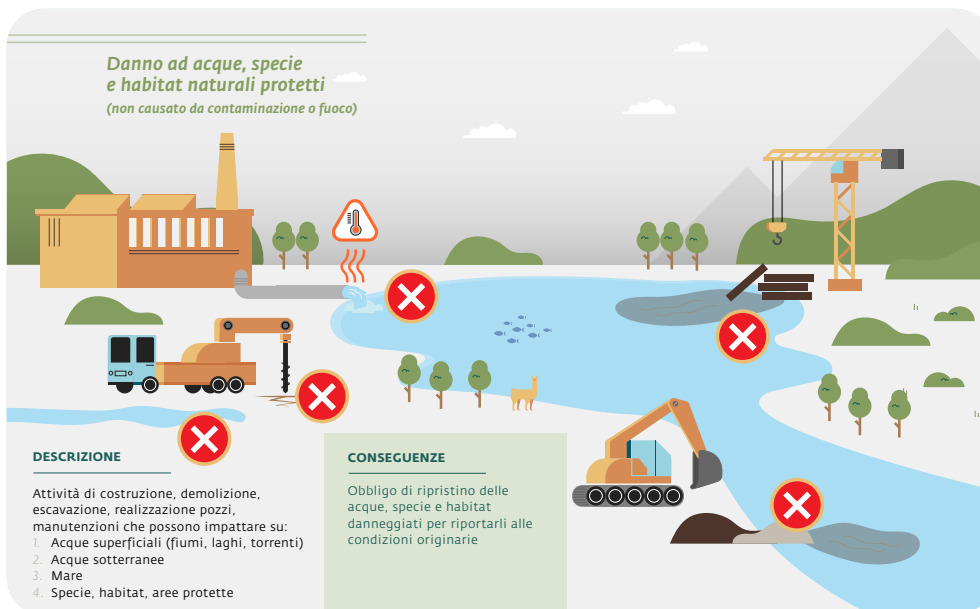 Danno ad acque, specie
e habitat naturali protetti
(non causato da contaminazione o fuoco)
DESCRIZIONE
Attività di costruzione, demolizione,
escavazione, realizzazione pozzi,
manutenzioni che possono impattare su:
1. Acque superficiali (fiumi, laghi, torrenti)
2. Acque sotterranee
3. Mare
4. Specie, habitat, aree protette
CONSEGUENZE
Obbligo di ripristino delle
acque, specie e habitat
danneggiati per riportarli alle
condizioni originarie